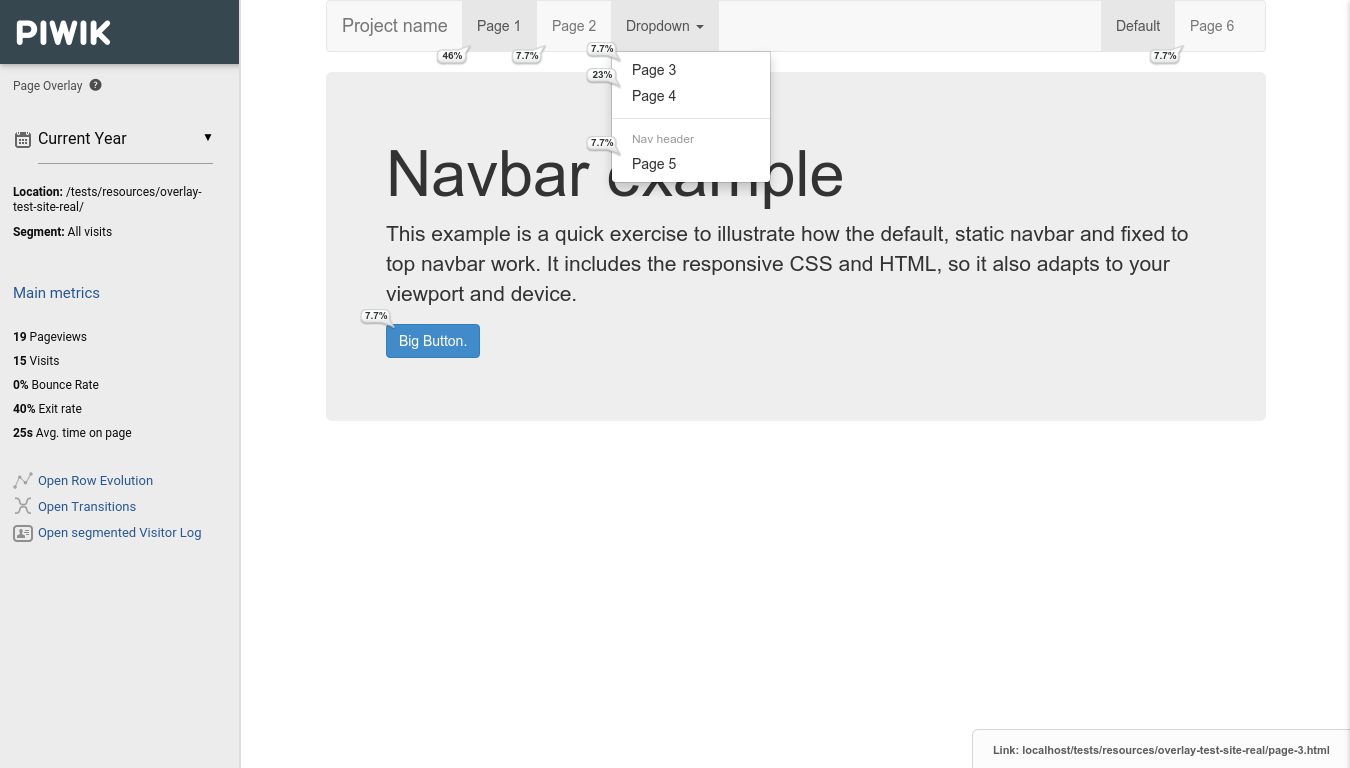 PIWIK
Page Overlay ?
Current Year
Location: /tests/resources/overlay-
test-site-real/
Segment: All visits
Main metrics
19 Pageviews
15 Visits
0% Bounce Rate
40% Exit rate
25s Avg. time on page
Open Row Evolution
Open Transitions
Open segmented Visitor Log
Project name Page 1 Page 2 Dropdown Default Page 6
46% 7.7% 7.7% 7.7%
Page 3
23%
Page 4
7.7% Nav header
Page 5
Navbar example
This example is a quick exercise to illustrate how the default, static navbar and fixed to
top navbar work. It includes the responsive CSS and HTML, so it also adapts to your
viewport and device.
7.7%
Big Button.
Link: localhost/tests/resources/overlay-test-site-real/page-3.html